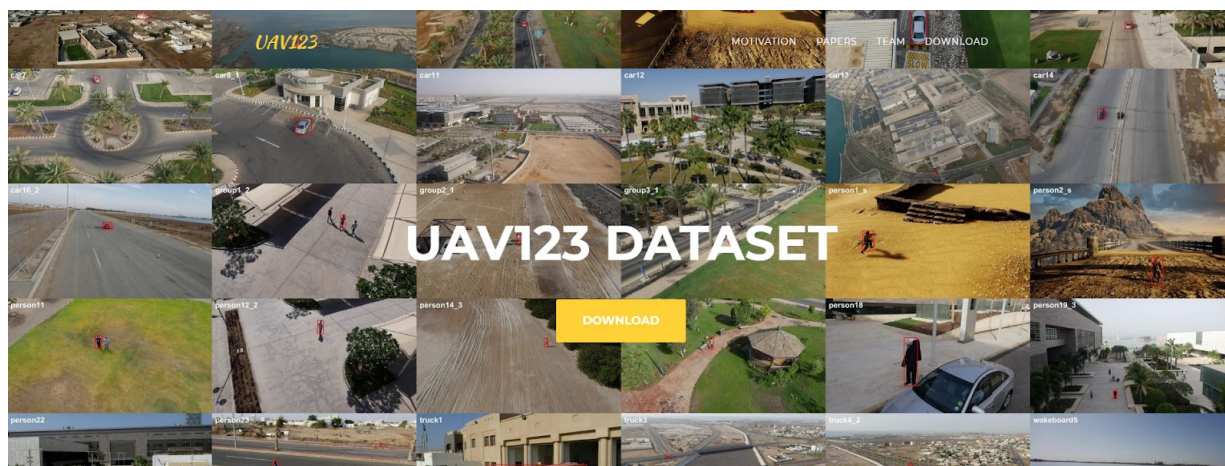 UAV123
MOTIVATION PAPERS TEAM DOWNLOAD
car7
car8_1
car11
car12
car13
car14
car16_2
group1_2
group2_1
group3_1
person1_s
person2_s
UAV123 DATASET
person11
person12_2
person14_3
person18
person19_3
DOWNLOAD
person22
person23
truck1
truck3
truck4_2
wakeboard5